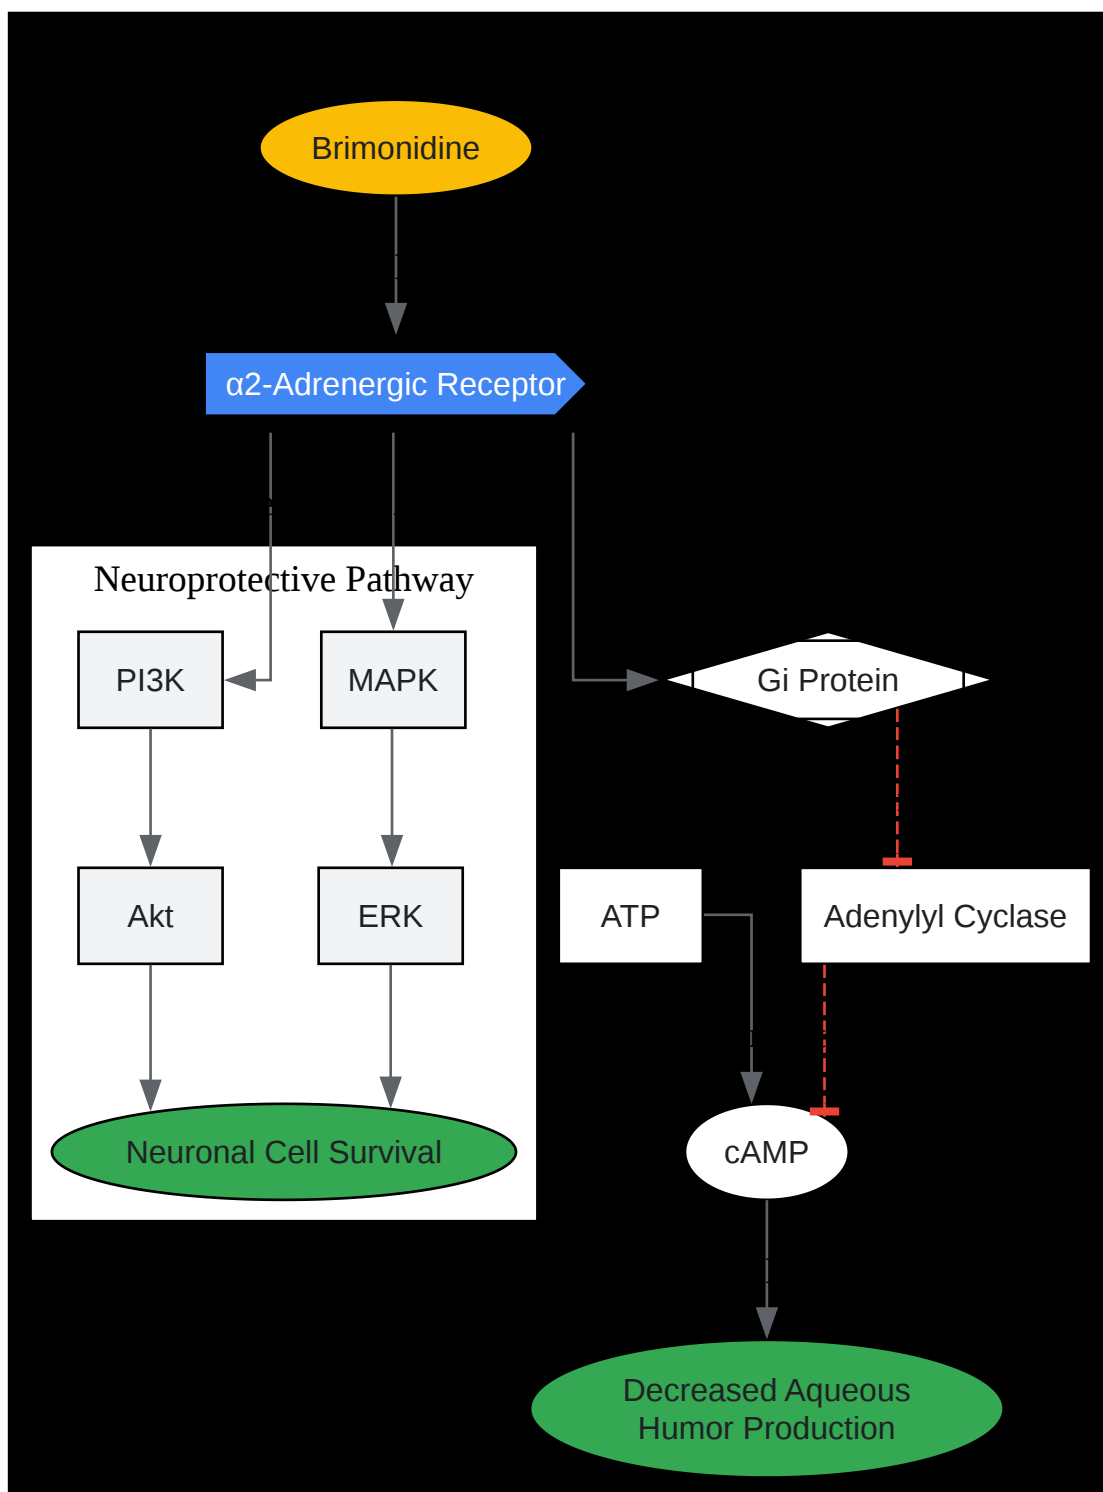 Brimonidine
α2-Adrenergic Receptor
Neuroprotective Pathway
PI3K
MAPK
Gi Protein
Akt
ERK
ATP
Adenylyl Cyclase
Neuronal Cell Survival
cAMP
Decreased Aqueous
Humor Production